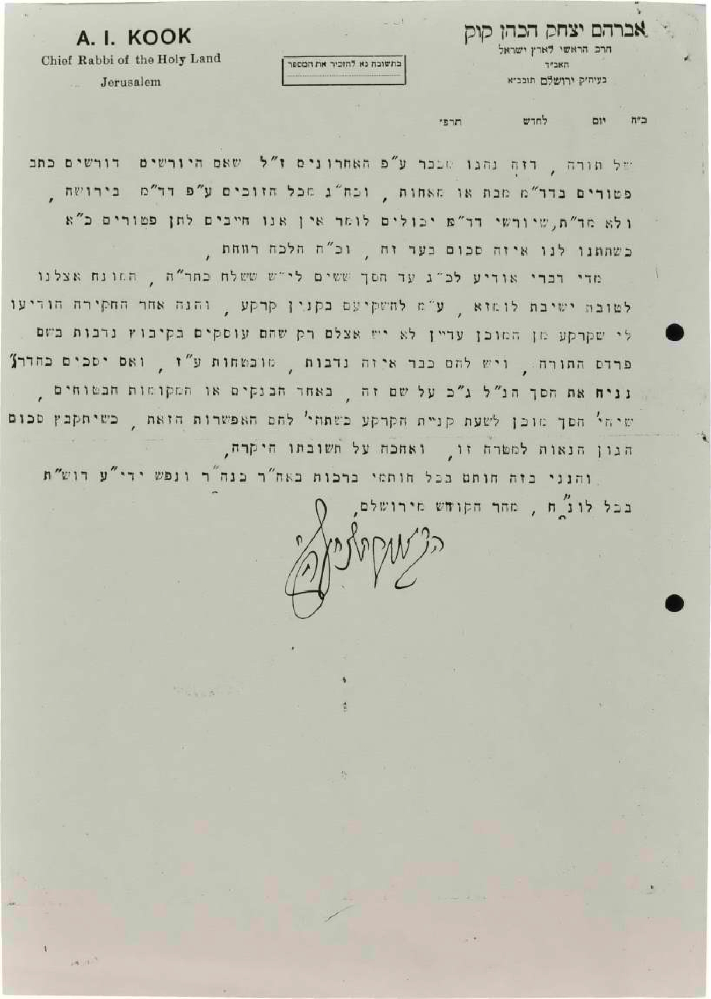 A. I. KOOK
Chief Rabbi of the Holy Land
Jerusalem
אברהם יצחק הכהן קוק
הרב הראשי לארץ ישראל
האב״ד
בעיה״ק ירושלם תובב״א
בתשובה נא להזכיר את המספר
ב״ה יום לחדש תרפ״
של תורה , דזה נהגו מכבר ע"פ האחרונים ז"ל שאם היורשים דורשים כתב
פטורים בדד"מ מבת או מאחות , וכה"ג מכל הזוכים ע"פ דד"מ בירושה ,
ולא מד"ת,שיורשי דד"פ יכולים לומר אין אנו חייבים לתן פטורים כ"א
כשתתנו לנו איזה סכום בעד זה , וכ"ה הלכה רווחת ,
מדי דברי אודיע לכ"ג עד הסך ששים לי"ש ששלח כתר"ה , המונח אצלנו
לטובת ישיבת לומזא , ע"מ להשקיעם בקנין קרקע , והנה אחר החקירה הודיעו
לי שקרקע מן המוכן עדיין לא יש אצלם רק שהם עוסקים בקיבוץ נדבות בשם
פרדס התורה , ויש להם כבר איזה נדבות , מובטחות ע"ז , ואם יסכים כהדר"ג
נניח את הסך הנ"ל ג"כ על שם זה , באחד הבנקים או המקומות הבטוחים ,
שיהי' הסך מוכן לשעת קניית הקרקע כשתהי' להם האפשרות הזאת , כשיתקבץ סכום
הגון הנאות למטרה זו , ואחכה על תשובתו היקרה,
והנני בזה חותם בכל חותמי ברכות באה"ר כנה"ר ונפש ידי"ע דוש"ת
בכל לונ"ח , מהר הקודש מירושלם,